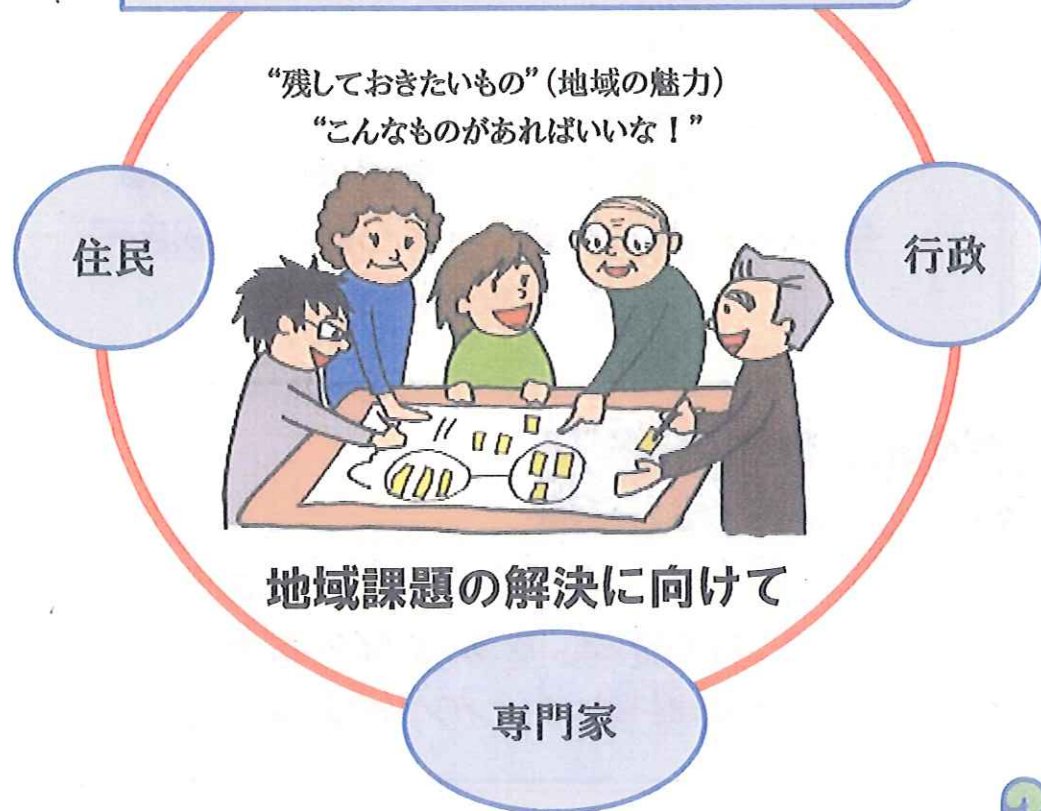 “残しておきたいもの”（地域の魅力）
“こんなものがあればいいな！”
住民
行政
地域課題の解決に向けて
専門家